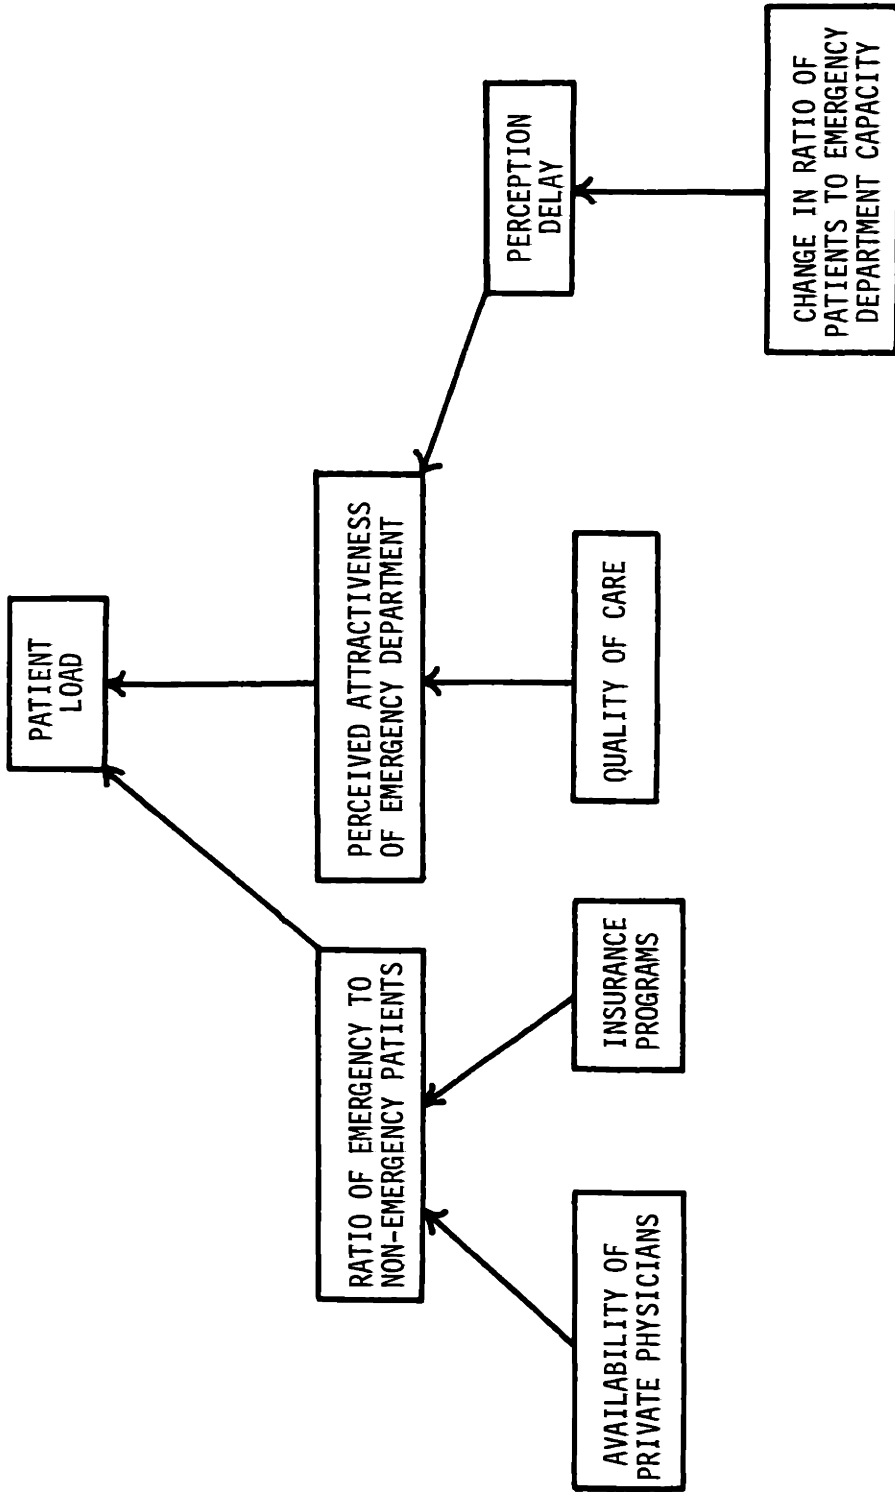 PATIENT
LOAD
RATIO OF EMERGENCY TO
NON-EMERGENCY PATIENTS
PERCEIVED ATTRACTIVENESS
OF EMERGENCY DEPARTMENT
AVAILABILITY OF
PRIVATE PHYSICIANS
INSURANCE
PROGRAMS
QUALITY OF CARE
PERCEPTION
DELAY
CHANGE IN RATIO OF
PATIENTS TO EMERGENCY
DEPARTMENT CAPACITY